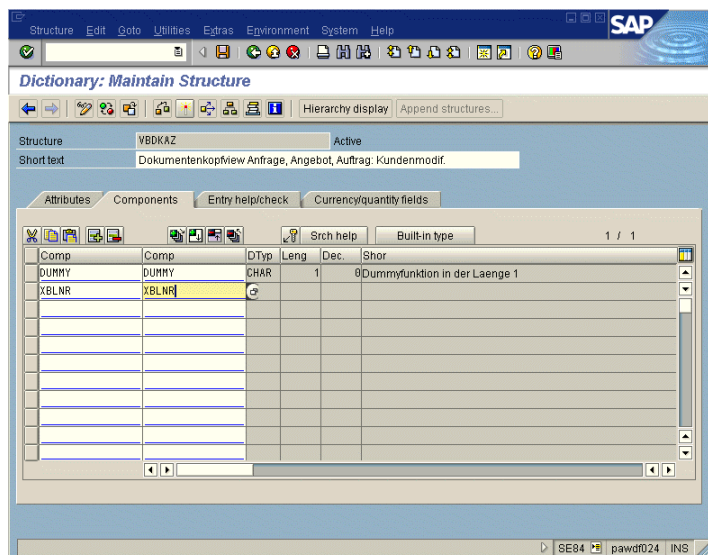 Structure Edit Goto Utilities Extras Environment System Help
SAP
Dictionary: Maintain Structure
Hierarchy display Append structures...
Structure VBDKAZ Active
Short text Dokumentenkopfview Anfrage, Angebot, Auftrag: Kundenmodif.
Attributes Components Entry help/check Currency/quantity fields
Srch help Built-in type 1 / 1
Comp Comp DTyp Leng Dec. Shor
DUMMY DUMMY CHAR 1 0 Dummyfunktion in der Laenge 1
XBLNR XBLNR
SE84 pawdf024 INS